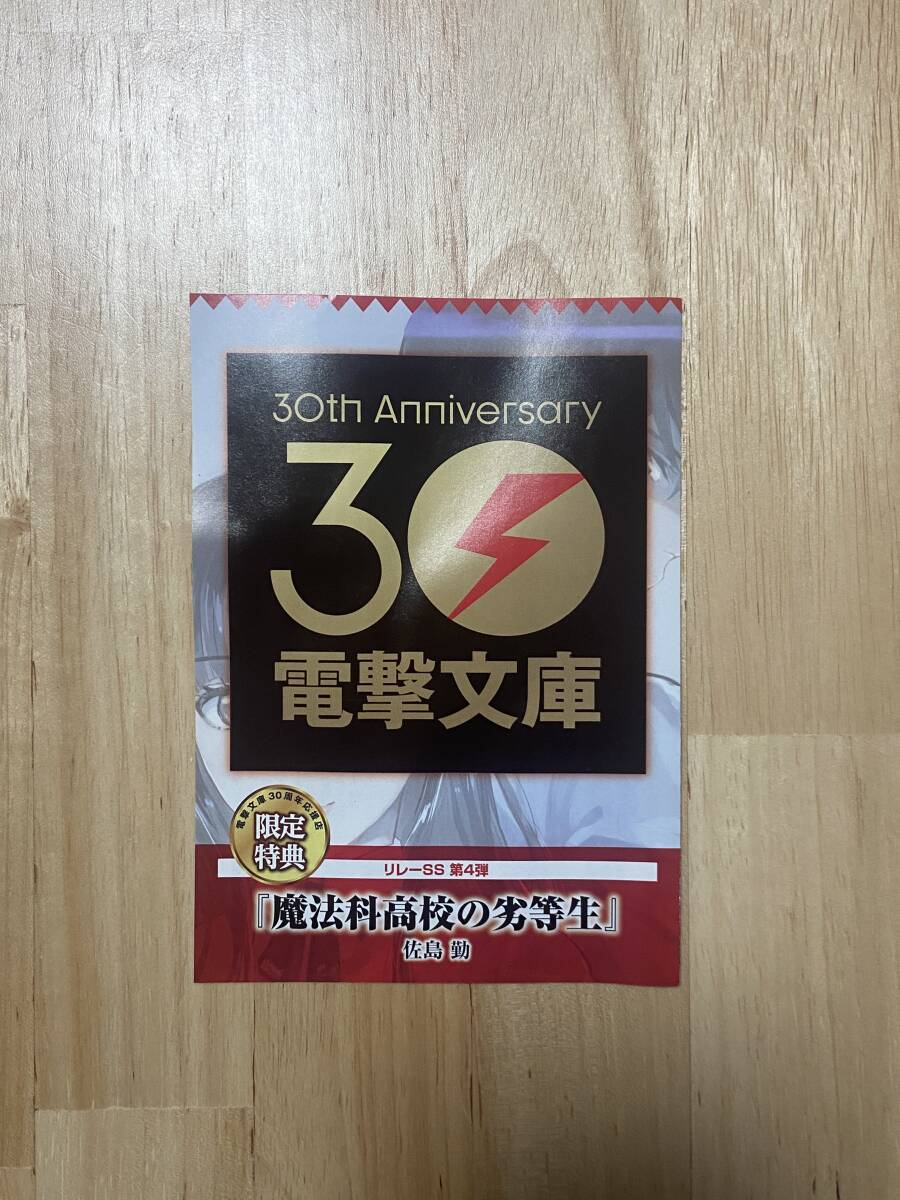 30th Anniversary
30
電撃文庫
電撃文庫30周年応援店
限定
特典
リレーSS 第4弾
『魔法科高校の劣等生』
佐島 勤